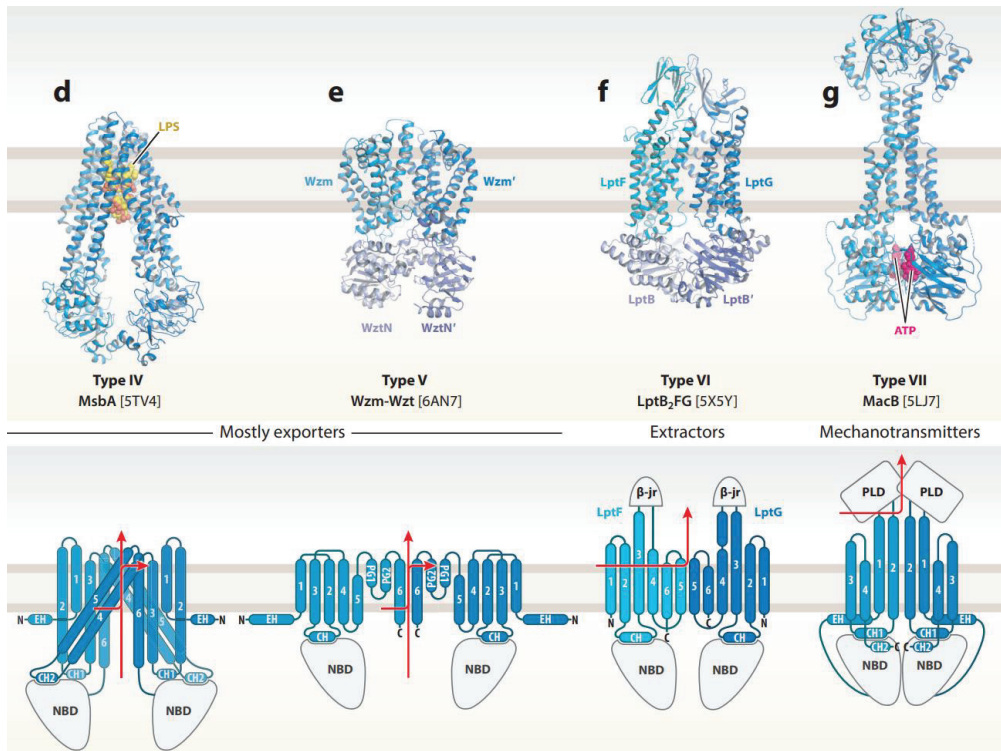 d
e
f
g
LPS
Wzm
Wzm'
LptF
LptG
LptB
LptB'
WztN
WztN'
ATP
Type IV
MsbA [5TV4]
Type V
Wzm-Wzt [6AN7]
Type VI
LptB₂FG [5X5Y]
Type VII
MacB [5LJ7]
Mostly exporters
Extractors
Mechanotransmitters
1
2
3
5
4
6
4
6
3
5
1
2
N
EH
EH
N
CH2
CH1
CH1
CH2
NBD
NBD
1
3
2
4
5
PG1
PG2
6
6
PG2
PG1
5
4
2
3
1
N
EH
EH
N
CH
C
C
CH
NBD
NBD
β-jr
β-jr
LptF
LptG
1
2
3
4
6
5
5
6
3
4
2
1
N
C
C
N
CH
CH
NBD
NBD
PLD
PLD
3
4
1
2
2
1
4
3
EH
EH
CH1
CH1
CH2
C
C
CH2
NBD
NBD